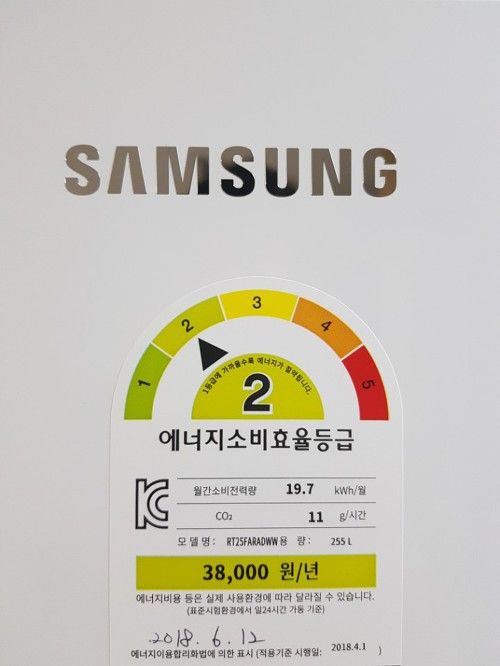 SAMSUNG
1 2 3 4 5
1등급에 가까울수록 에너지가 절약됩니다.
2
에너지소비효율등급
월간소비전력량 19.7 kWh/월
CO₂ 11 g/시간
모 델 명 : RT25FARADWW 용 량 : 255 L
38,000 원/년
에너지비용 등은 실제 사용환경에 따라 달라질 수 있습니다.
(표준시험환경에서 일24시간 가동 기준)
2018. 6. 12
에너지이용합리화법에 의한 표시 (적용기준 시행일: 2018.4.1 )